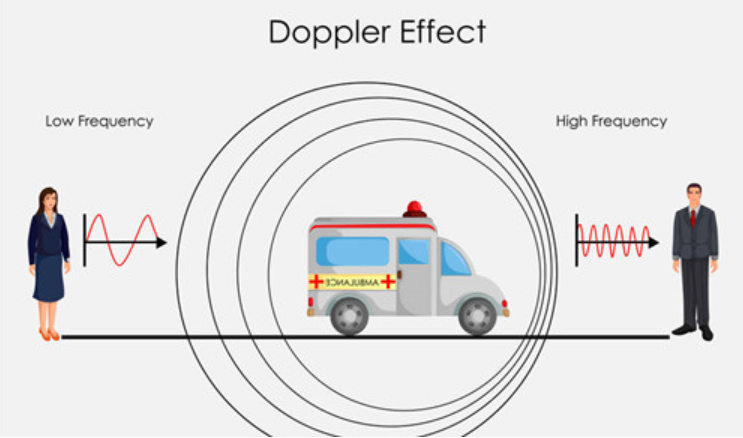 Doppler Effect
Low Frequency
High Frequency
AMBULANCE